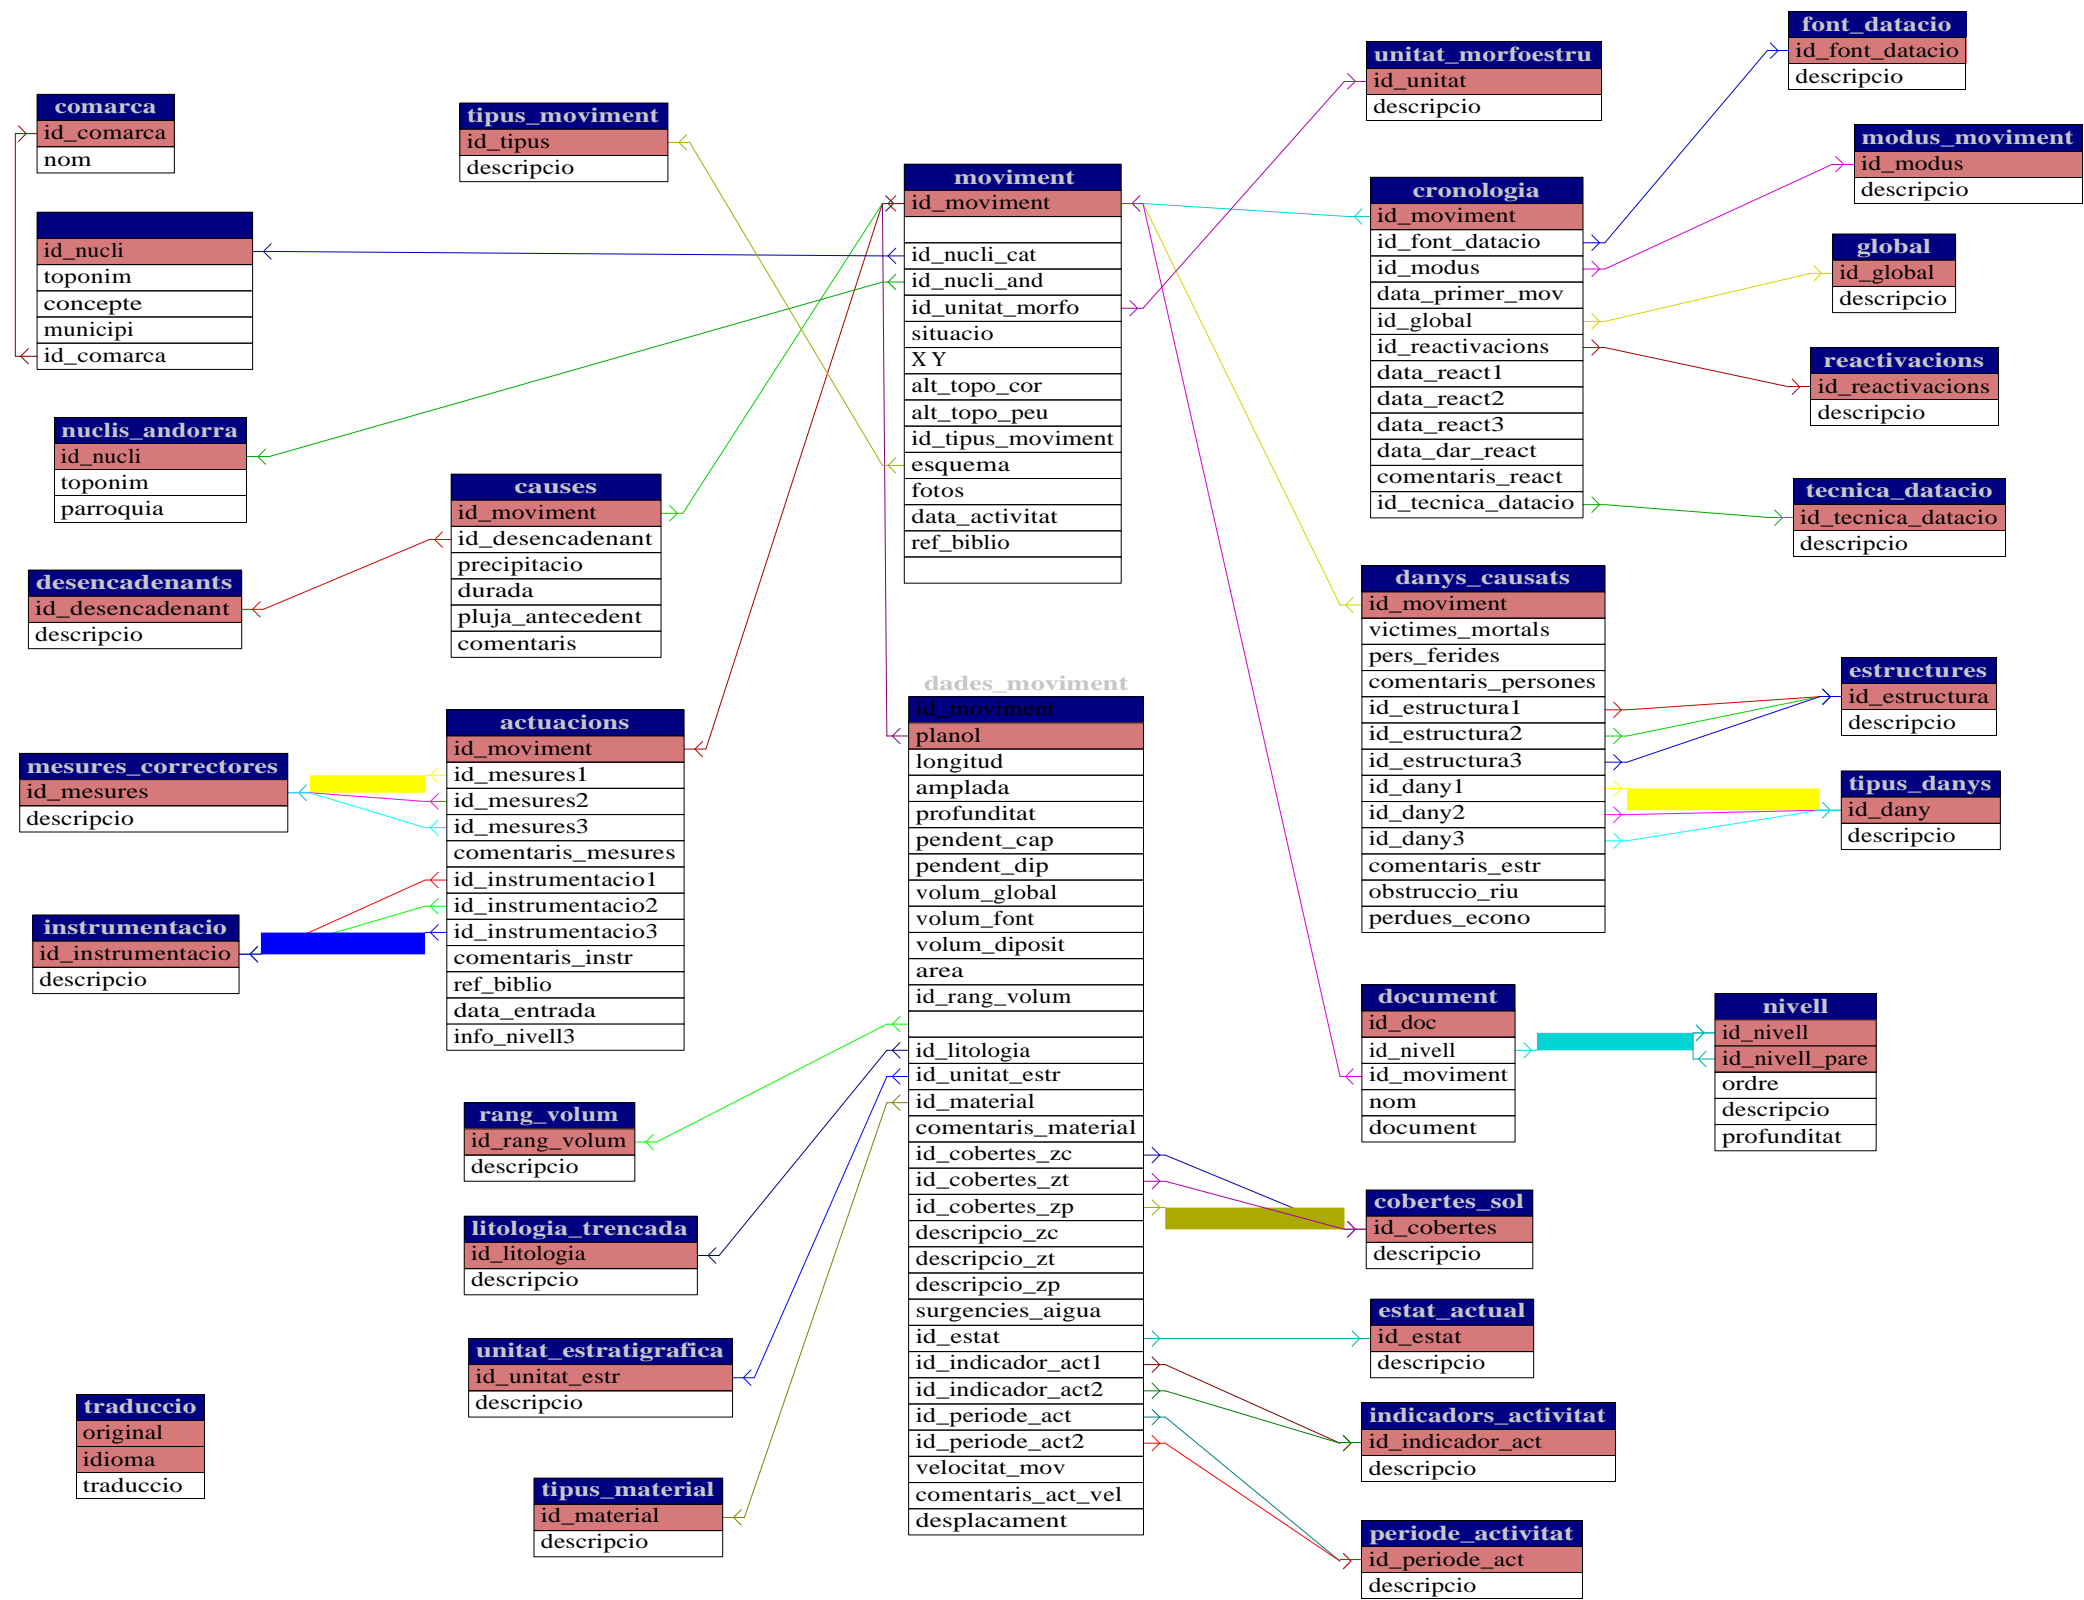 comarca
id_comarca
nom
id_nucli
toponim
concepte
municipi
id_comarca
nuclis_andorra
id_nucli
toponim
parroquia
desencadenants
id_desencadenant
descripcio
mesures_correctores
id_mesures
descripcio
instrumentacio
id_instrumentacio
descripcio
traduccio
original
idioma
traduccio
tipus_moviment
id_tipus
descripcio
causes
id_moviment
id_desencadenant
precipitacio
durada
pluja_antecedent
comentaris
actuacions
id_moviment
id_mesures1
id_mesures2
id_mesures3
comentaris_mesures
id_instrumentacio1
id_instrumentacio2
id_instrumentacio3
comentaris_instr
ref_biblio
data_entrada
info_nivell3
rang_volum
id_rang_volum
descripcio
litologia_trencada
id_litologia
descripcio
unitat_estratigrafica
id_unitat_estr
descripcio
tipus_material
id_material
descripcio
moviment
id_moviment
id_nucli_cat
id_nucli_and
id_unitat_morfo
situacio
X Y
alt_topo_cor
alt_topo_peu
id_tipus_moviment
esquema
fotos
data_activitat
ref_biblio
dades_moviment
id_moviment
planol
longitud
amplada
profunditat
pendent_cap
pendent_dip
volum_global
volum_font
volum_diposit
area
id_rang_volum
id_litologia
id_unitat_estr
id_material
comentaris_material
id_cobertes_zc
id_cobertes_zt
id_cobertes_zp
descripcio_zc
descripcio_zt
descripcio_zp
surgencies_aigua
id_estat
id_indicador_act1
id_indicador_act2
id_periode_act
id_periode_act2
velocitat_mov
comentaris_act_vel
desplacament
unitat_morfoestru
id_unitat
descripcio
cronologia
id_moviment
id_font_datacio
id_modus
data_primer_mov
id_global
id_reactivacions
data_react1
data_react2
data_react3
data_dar_react
comentaris_react
id_tecnica_datacio
danys_causats
id_moviment
victimes_mortals
pers_ferides
comentaris_persones
id_estructura1
id_estructura2
id_estructura3
id_dany1
id_dany2
id_dany3
comentaris_estr
obstruccio_riu
perdues_econo
document
id_doc
id_nivell
id_moviment
nom
document
cobertes_sol
id_cobertes
descripcio
estat_actual
id_estat
descripcio
indicadors_activitat
id_indicador_act
descripcio
periode_activitat
id_periode_act
descripcio
font_datacio
id_font_datacio
descripcio
modus_moviment
id_modus
descripcio
global
id_global
descripcio
reactivacions
id_reactivacions
descripcio
tecnica_datacio
id_tecnica_datacio
descripcio
estructures
id_estructura
descripcio
tipus_danys
id_dany
descripcio
nivell
id_nivell
id_nivell_pare
ordre
descripcio
profunditat